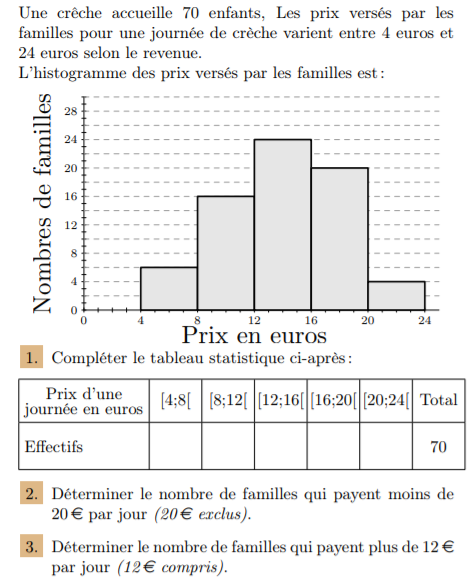 Une crêche accueille 70 enfants, Les prix versés par les
familles pour une journée de crèche varient entre 4 euros et
24 euros selon le revenue.
L'histogramme des prix versés par les familles est :
Nombres de familles
28
24
20
16
12
8
4
0
0 4 8 12 16 20 24
Prix en euros
1. Compléter le tableau statistique ci-après :
Prix d'une
journée en euros [4;8[ [8;12[ [12;16[ [16;20[ [20;24[ Total
Effectifs 70
2. Déterminer le nombre de familles qui payent moins de
20 € par jour (20 € exclus).
3. Déterminer le nombre de familles qui payent plus de 12 €
par jour (12 € compris).